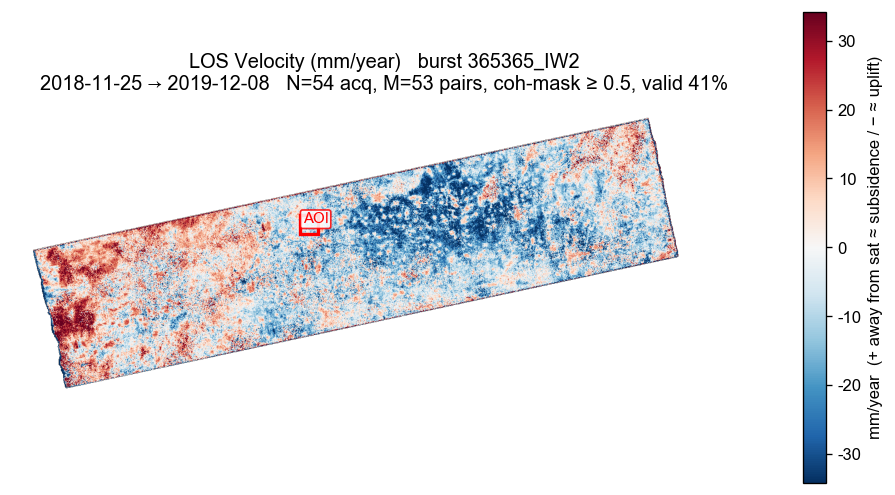 LOS Velocity (mm/year)   burst 365365_IW2
2018-11-25 → 2019-12-08   N=54 acq, M=53 pairs, coh-mask ≥ 0.5, valid 41%
AOI
30
20
10
0
-10
-20
-30
mm/year  (+ away from sat ≈ subsidence / − ≈ uplift)